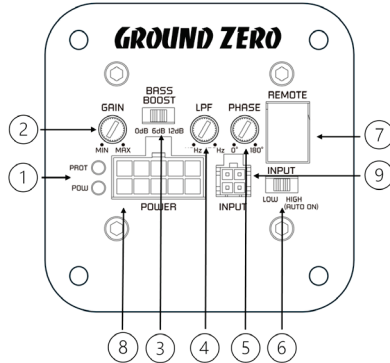 GROUND ZERO
BASS
BOOST
GAIN
LPF
PHASE
REMOTE
0dB 6dB 12dB
MIN MAX
Hz Hz
0° 180°
PROT
POW
POWER
INPUT
INPUT
LOW HIGH
(AUTO ON)
2
1
7
9
8
3
4
5
6